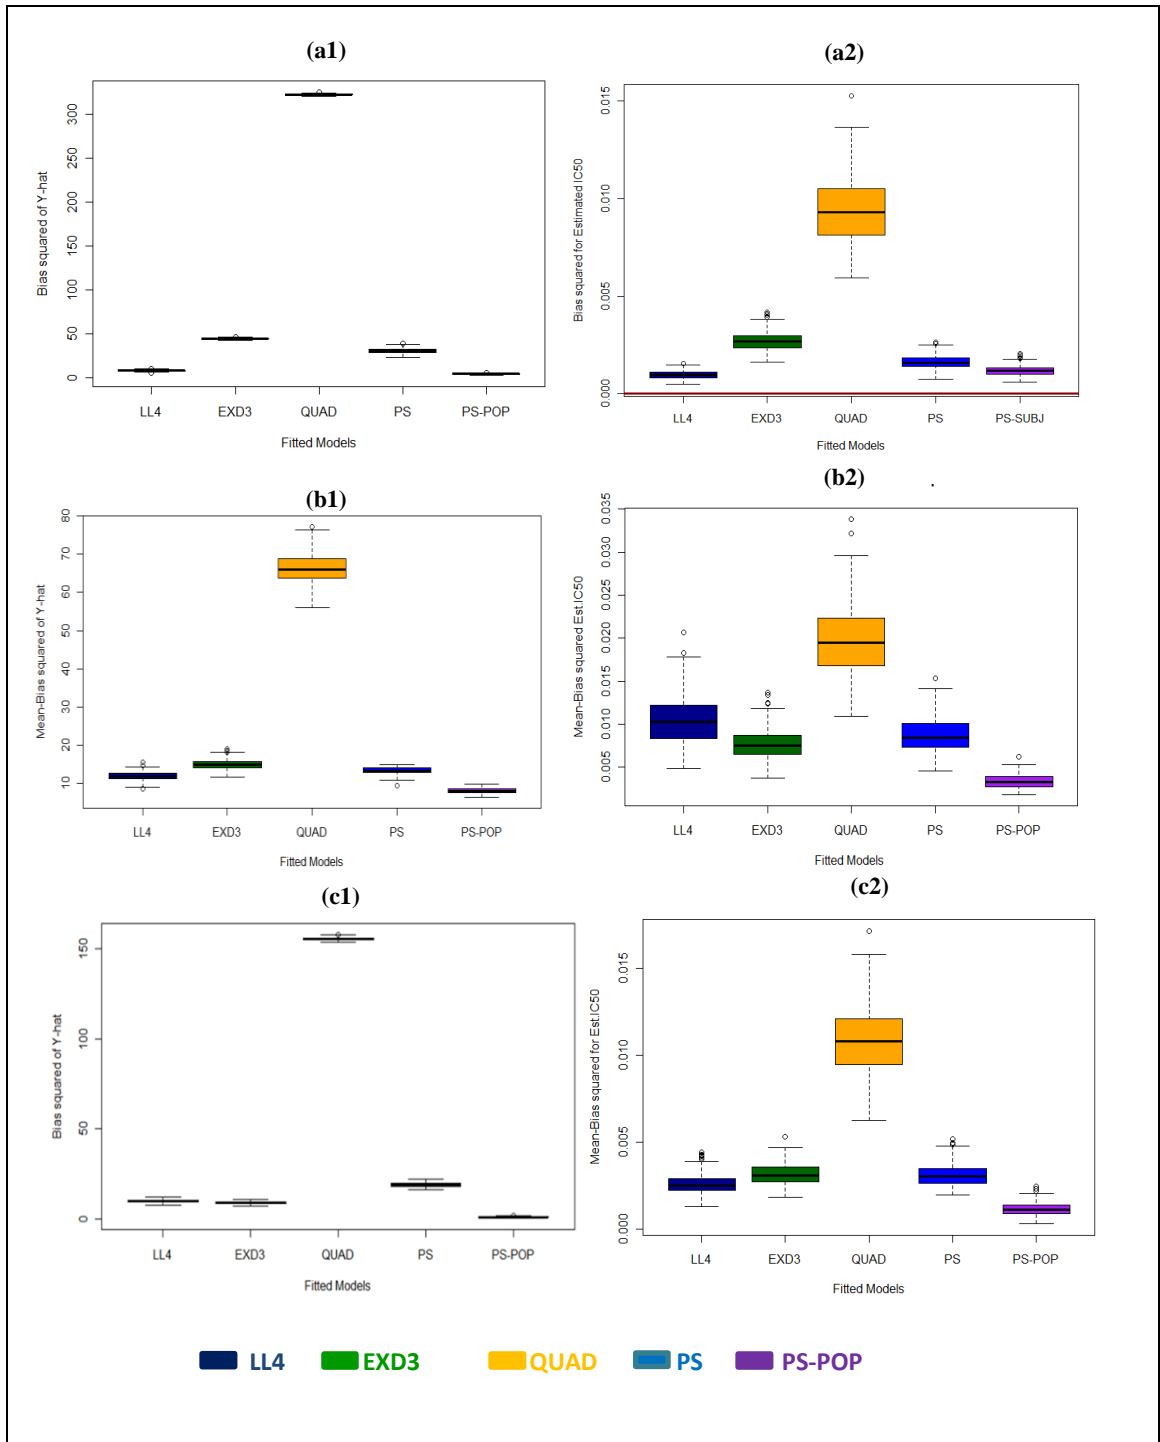 (a1)
Bias squared of Y-hat
300
250
200
150
100
50
0
LL4 EXD3 QUAD PS PS-POP
Fitted Models
(a2)
Bias squared for Estimated IC50
0.015
0.010
0.005
0.000
LL4 EXD3 QUAD PS PS-SUBJ
Fitted Models
(b1)
Mean-Bias squared of Y-hat
80
70
60
50
40
30
20
10
LL4 EXD3 QUAD PS PS-POP
Fitted Models
(b2)
Mean-Bias squared Est.IC50
0.035
0.030
0.025
0.020
0.015
0.010
0.005
LL4 EXD3 QUAD PS PS-POP
Fitted Models
(c1)
Bias squared of Y-hat
150
100
50
0
LL4 EXD3 QUAD PS PS-POP
Fitted Models
(c2)
Mean-Bias squared for Est.IC50
0.015
0.010
0.005
0.000
LL4 EXD3 QUAD PS PS-POP
Fitted Models
LL4 EXD3 QUAD PS PS-POP